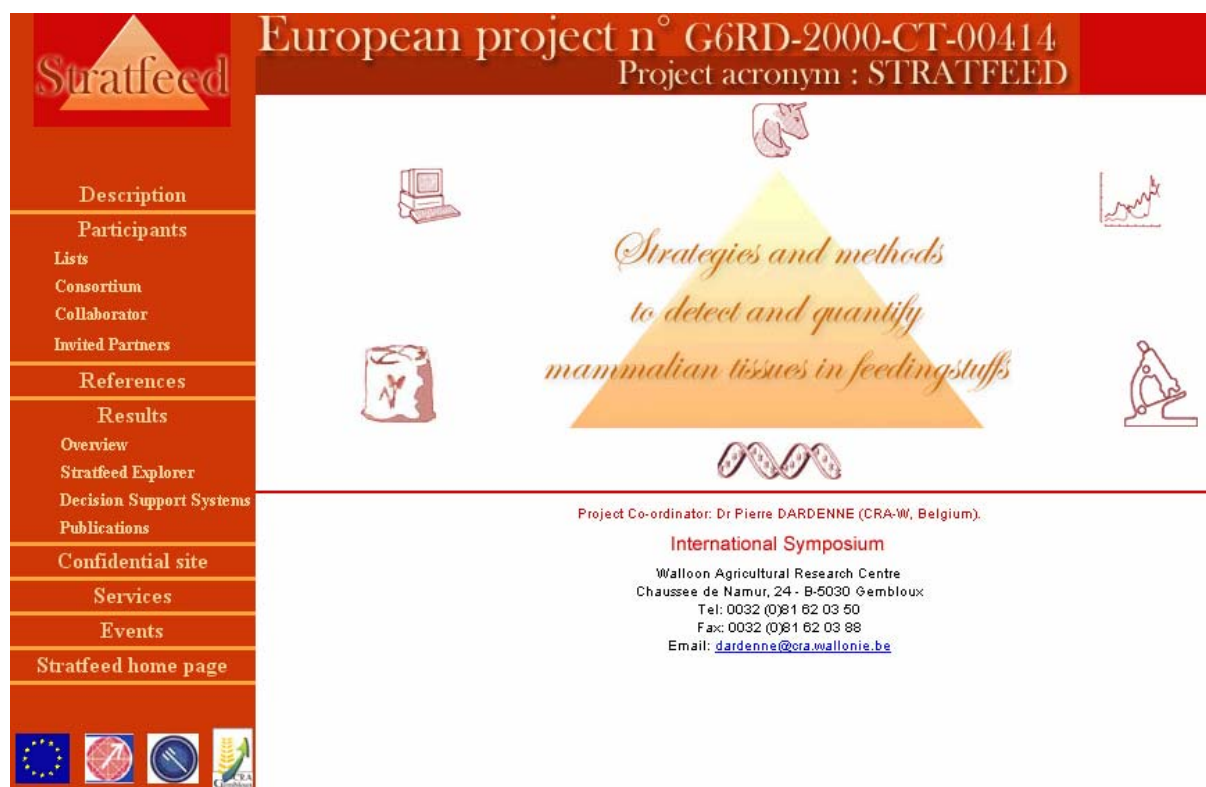 Stratfeed
European project n° G6RD-2000-CT-00414
Project acronym : STRATFEED
Description
Participants
Lists
Consortium
Collaborator
Invited Partners
References
Results
Overview
Stratfeed Explorer
Decision Support Systems
Publications
Confidential site
Services
Events
Stratfeed home page
CRA
Gembloux
Strategies and methods
to detect and quantify
mammalian tissues in feedingstuffs
Project Co-ordinator: Dr Pierre DARDENNE (CRA-W, Belgium).
International Symposium
Walloon Agricultural Research Centre
Chaussee de Namur, 24 - B-5030 Gembloux
Tel: 0032 (0)81 62 03 50
Fax: 0032 (0)81 62 03 88
Email: dardenne@cra.wallonie.be